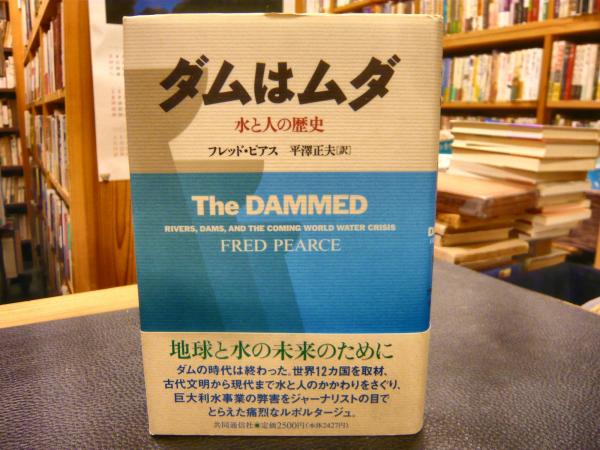 ダムはムダ
水と人の歴史
フレッド・ピアス 平澤正夫[訳]
The DAMMED
RIVERS, DAMS, AND THE COMING WORLD WATER CRISIS
FRED PEARCE
地球と水の未来のために
ダムの時代は終わった。世界12カ国を取材、
古代文明から現代まで水と人のかかわりをさぐり、
巨大利水事業の弊害をジャーナリストの目で
とらえた痛烈なルポルタージュ。
共同通信社■定価2500円(本体2427円)